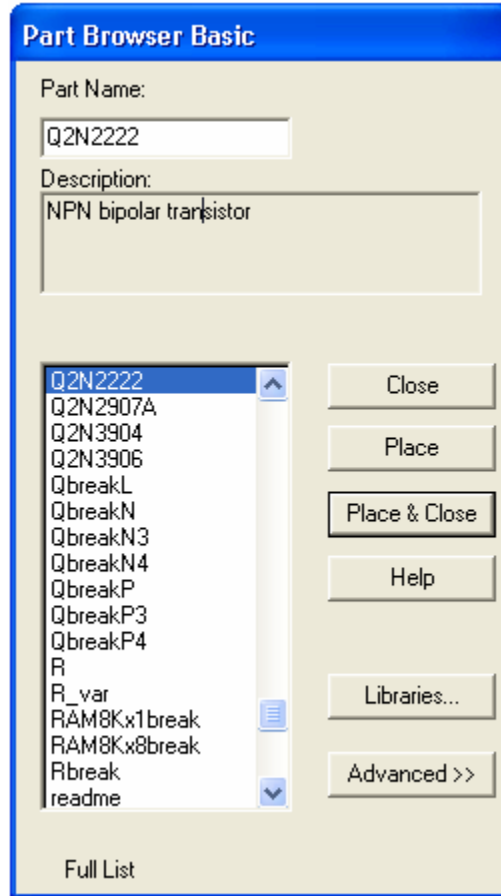 Part Browser Basic
Part Name:
Q2N2222
Description:
NPN bipolar transistor
Q2N2222
Q2N2907A
Q2N3904
Q2N3906
QbreakL
QbreakN
QbreakN3
QbreakN4
QbreakP
QbreakP3
QbreakP4
R
R_var
RAM8Kx1break
RAM8Kx8break
Rbreak
readme
Close
Place
Place & Close
Help
Libraries...
Advanced >>
Full List